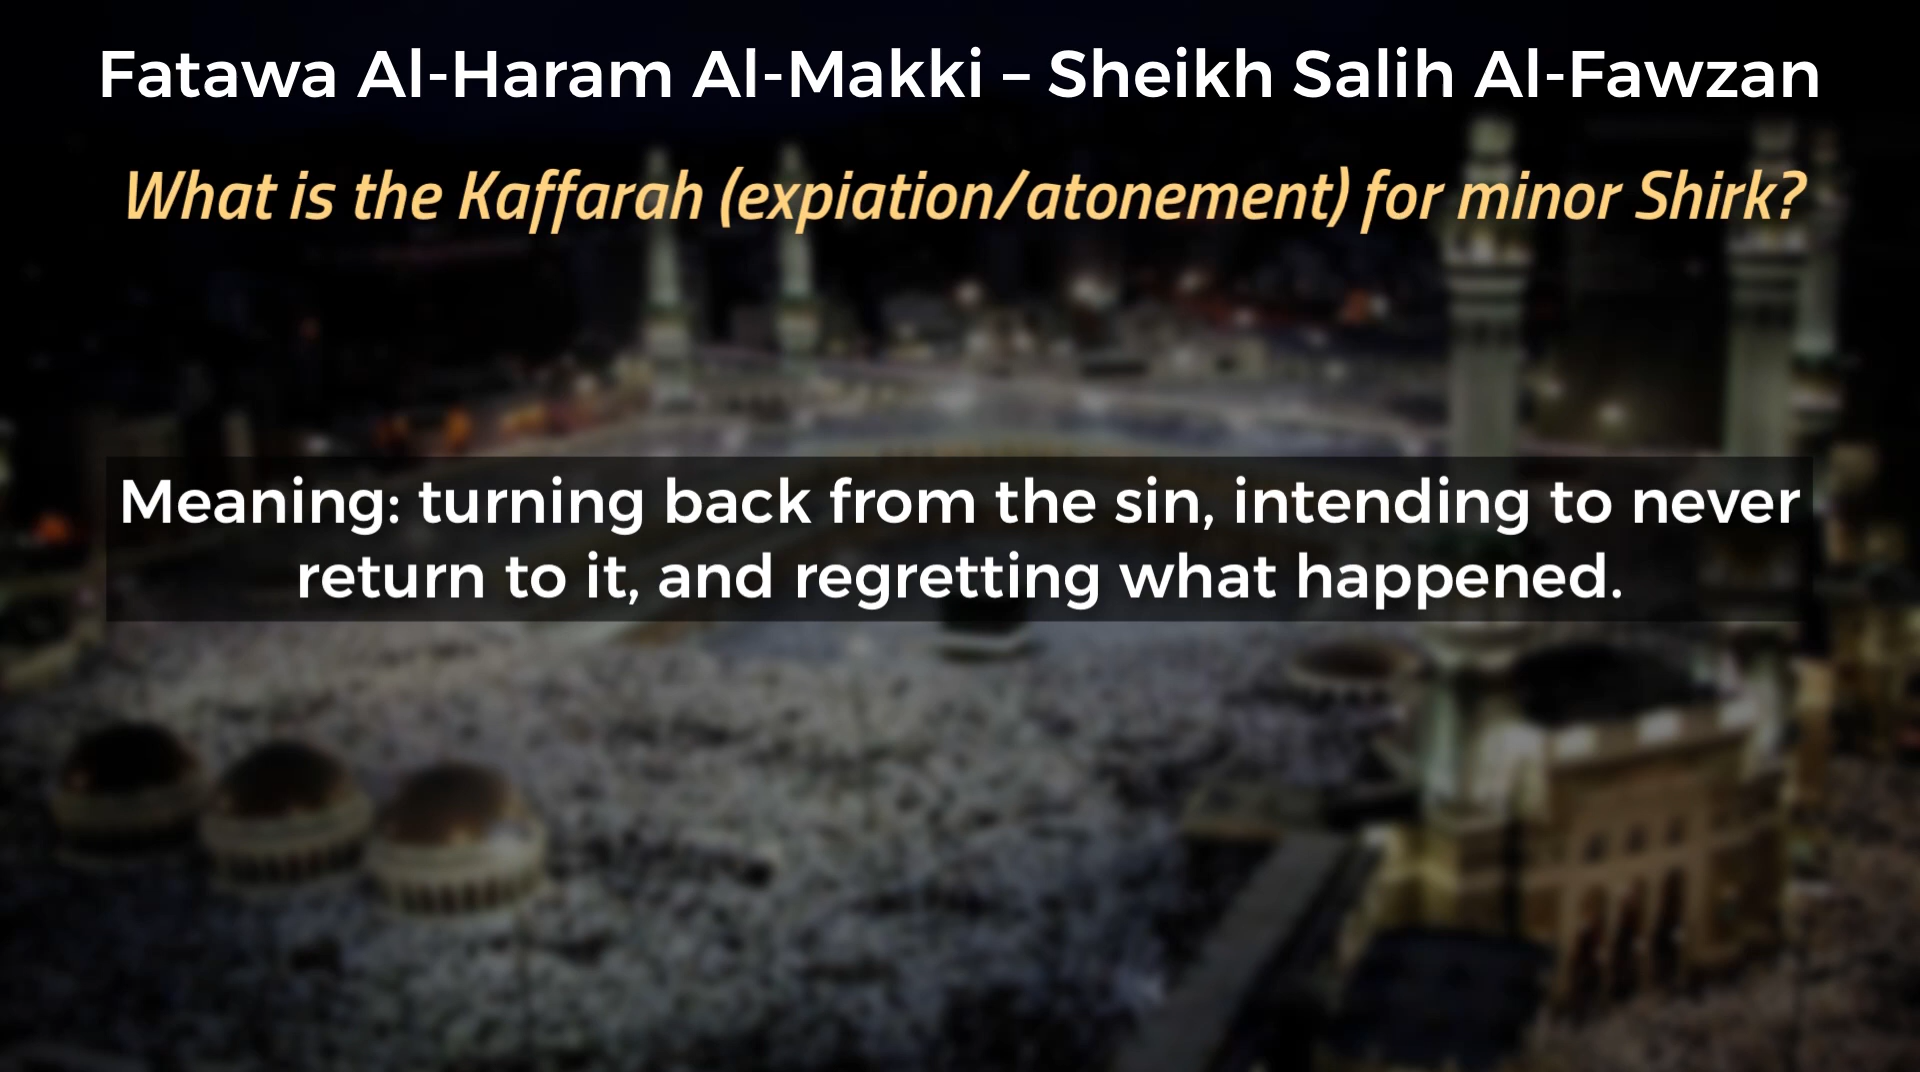 Fatawa Al-Haram Al-Makki – Sheikh Salih Al-Fawzan
What is the Kaffarah (expiation/atonement) for minor Shirk?
Meaning: turning back from the sin, intending to never
return to it, and regretting what happened.